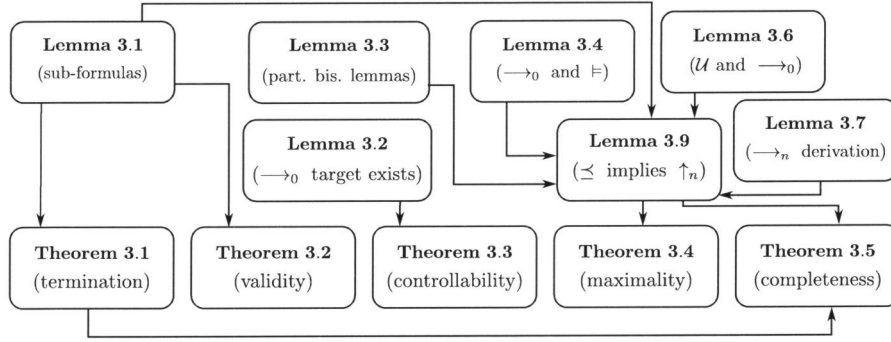 Lemma 3.1
(sub-formulas)
Lemma 3.3
(part. bis. lemmas)
Lemma 3.4
(⟶₀ and ⊨)
Lemma 3.6
(𝒰 and ⟶₀)
Lemma 3.2
(⟶₀ target exists)
Lemma 3.9
(⪯ implies ↑ₙ)
Lemma 3.7
(⟶ₙ derivation)
Theorem 3.1
(termination)
Theorem 3.2
(validity)
Theorem 3.3
(controllability)
Theorem 3.4
(maximality)
Theorem 3.5
(completeness)